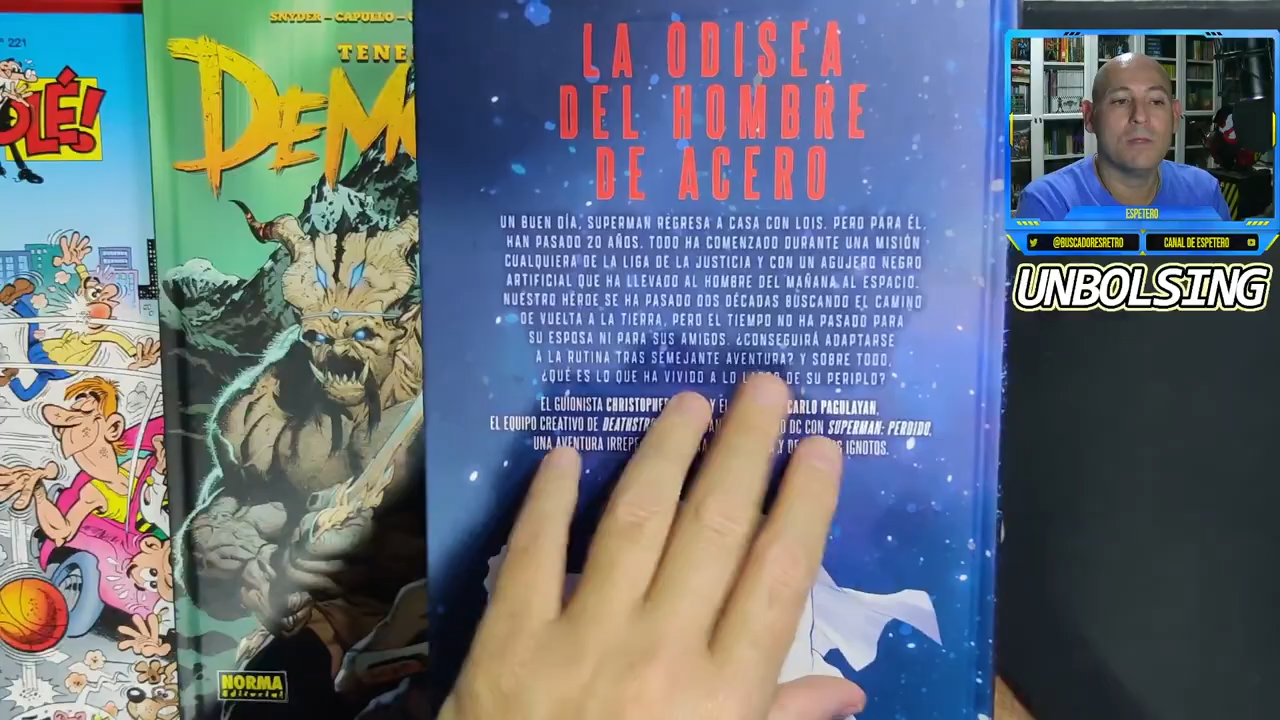 Nº 221
OLÉ!
SNYDER – CAPULLO –
TENE
DEM
NORMA
Editorial
LA ODISEA
DEL HOMBRE
DE ACERO
UN BUEN DÍA, SUPERMAN REGRESA A CASA CON LOIS. PERO PARA ÉL,
HAN PASADO 20 AÑOS. TODO HA COMENZADO DURANTE UNA MISIÓN
CUALQUIERA DE LA LIGA DE LA JUSTICIA Y CON UN AGUJERO NEGRO
ARTIFICIAL QUE HA LLEVADO AL HOMBRE DEL MAÑANA AL ESPACIO.
NUESTRO HÉROE SE HA PASADO DOS DÉCADAS BUSCANDO EL CAMINO
DE VUELTA A LA TIERRA, PERO EL TIEMPO NO HA PASADO PARA
SU ESPOSA NI PARA SUS AMIGOS. ¿CONSEGUIRÁ ADAPTARSE
A LA RUTINA TRAS SEMEJANTE AVENTURA? Y SOBRE TODO,
¿QUÉ ES LO QUE HA VIVIDO A LO LARGO DE SU PERIPLO?
EL GUIONISTA CHRISTOPHER Y EL CARLO PAGULAYAN,
EL EQUIPO CREATIVO DE DC CON SUPERMAN: PERDIDO,
UNA AVENTURA Y DE IGNOTOS.
ESPETERO
@BUSCADORESRETRO
CANAL DE ESPETERO
UNBOLSING